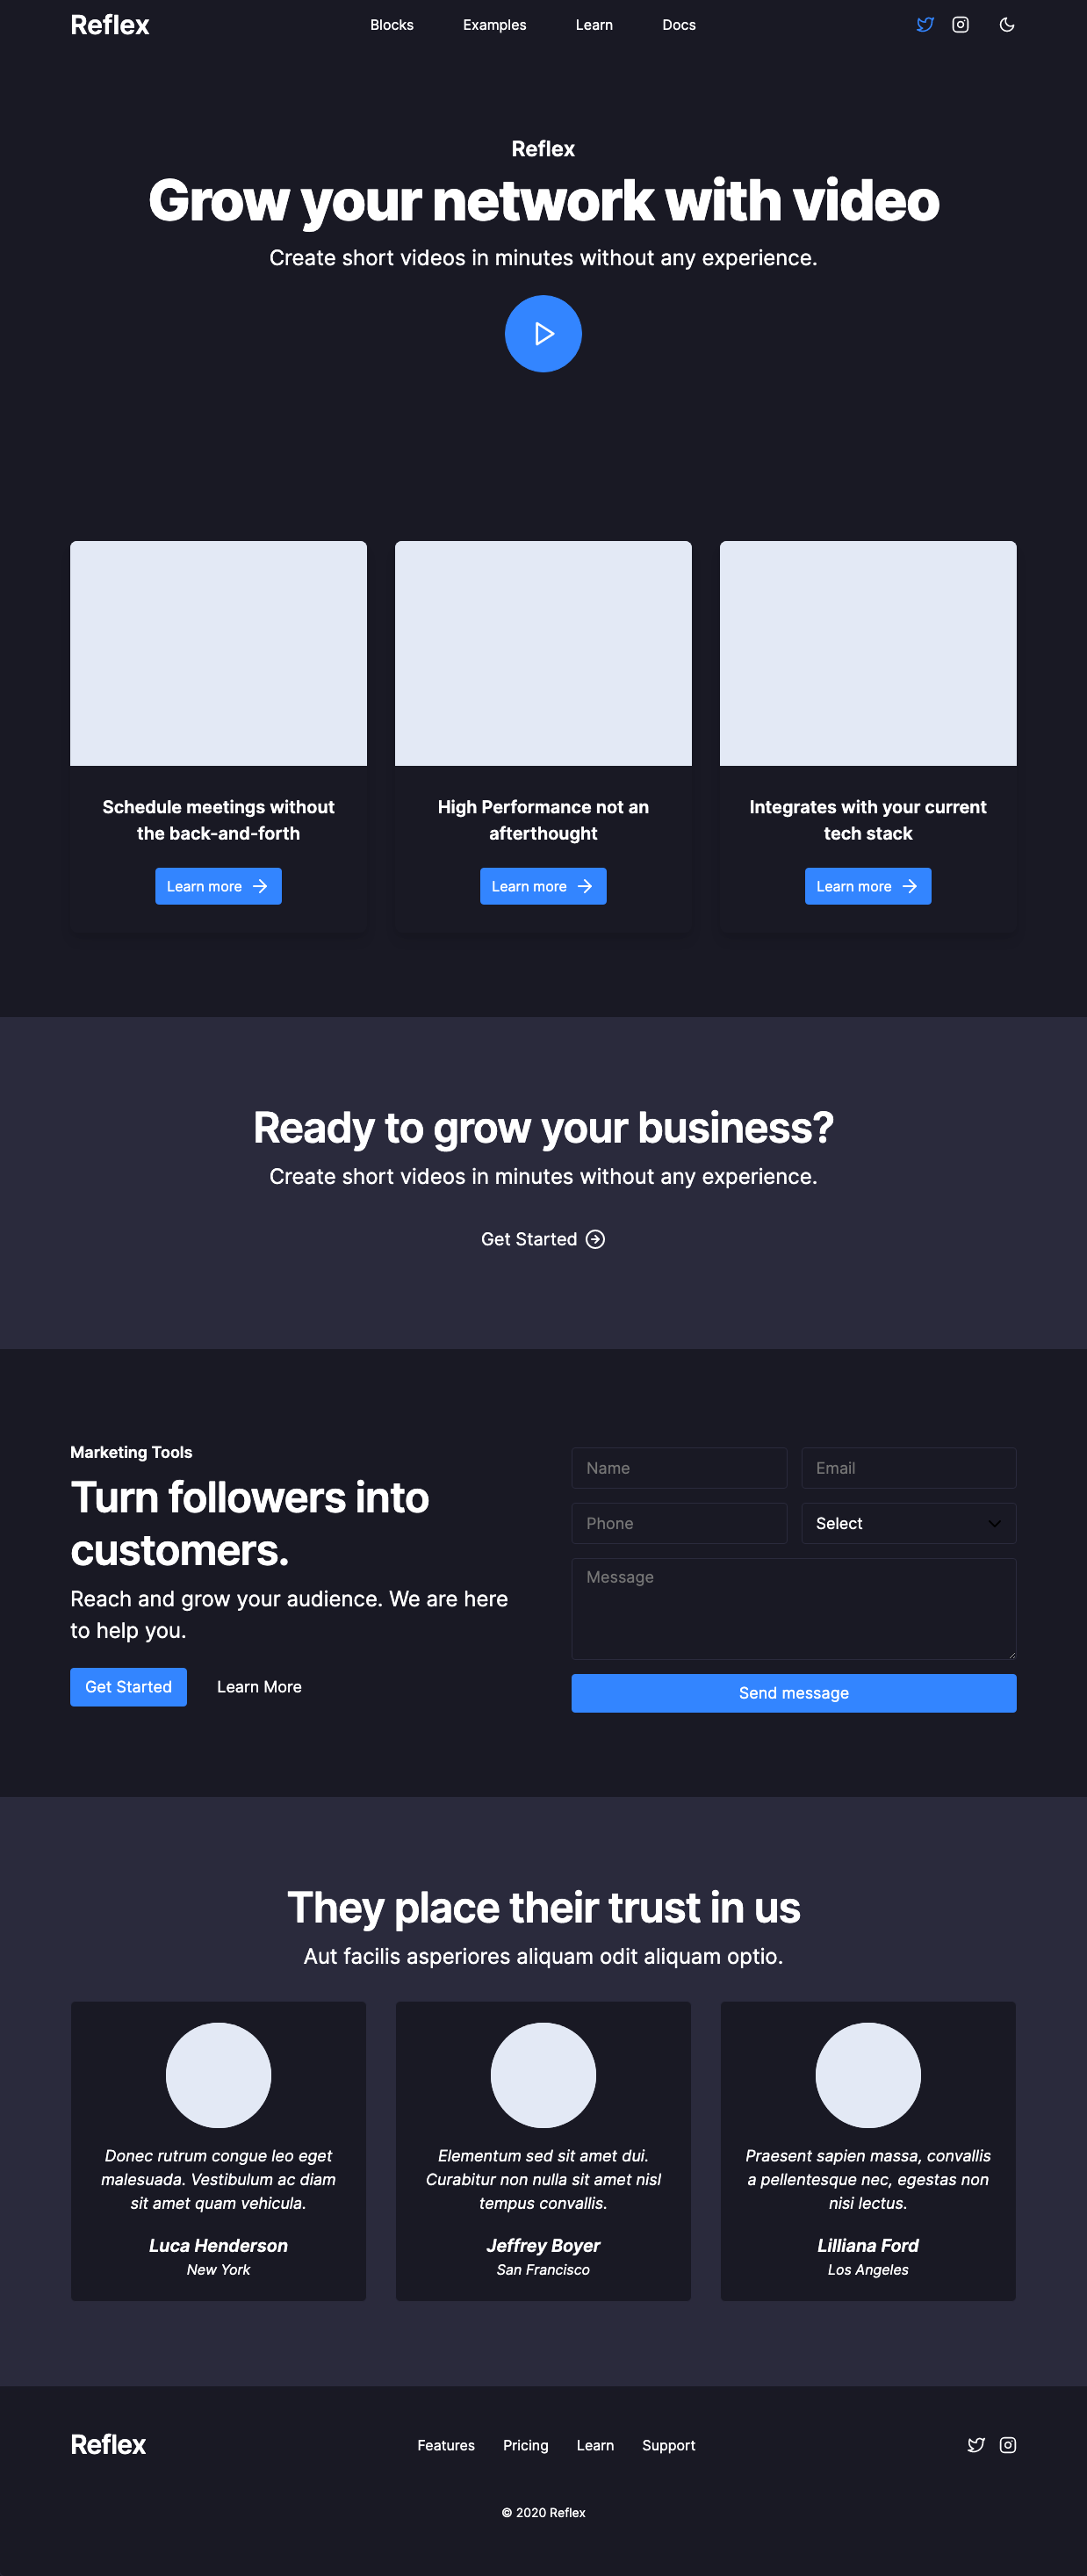 Reflex
Blocks
Examples
Learn
Docs
Reflex
Grow your network with video
Create short videos in minutes without any experience.
Schedule meetings without
the back-and-forth
Learn more
High Performance not an
afterthought
Learn more
Integrates with your current
tech stack
Learn more
Ready to grow your business?
Create short videos in minutes without any experience.
Get Started
Marketing Tools
Turn followers into
customers.
Reach and grow your audience. We are here
to help you.
Get Started
Learn More
Name
Email
Phone
Select
Message
Send message
They place their trust in us
Aut facilis asperiores aliquam odit aliquam optio.
Donec rutrum congue leo eget
malesuada. Vestibulum ac diam
sit amet quam vehicula.
Luca Henderson
New York
Elementum sed sit amet dui.
Curabitur non nulla sit amet nisl
tempus convallis.
Jeffrey Boyer
San Francisco
Praesent sapien massa, convallis
a pellentesque nec, egestas non
nisi lectus.
Lilliana Ford
Los Angeles
Reflex
Features
Pricing
Learn
Support
© 2020 Reflex